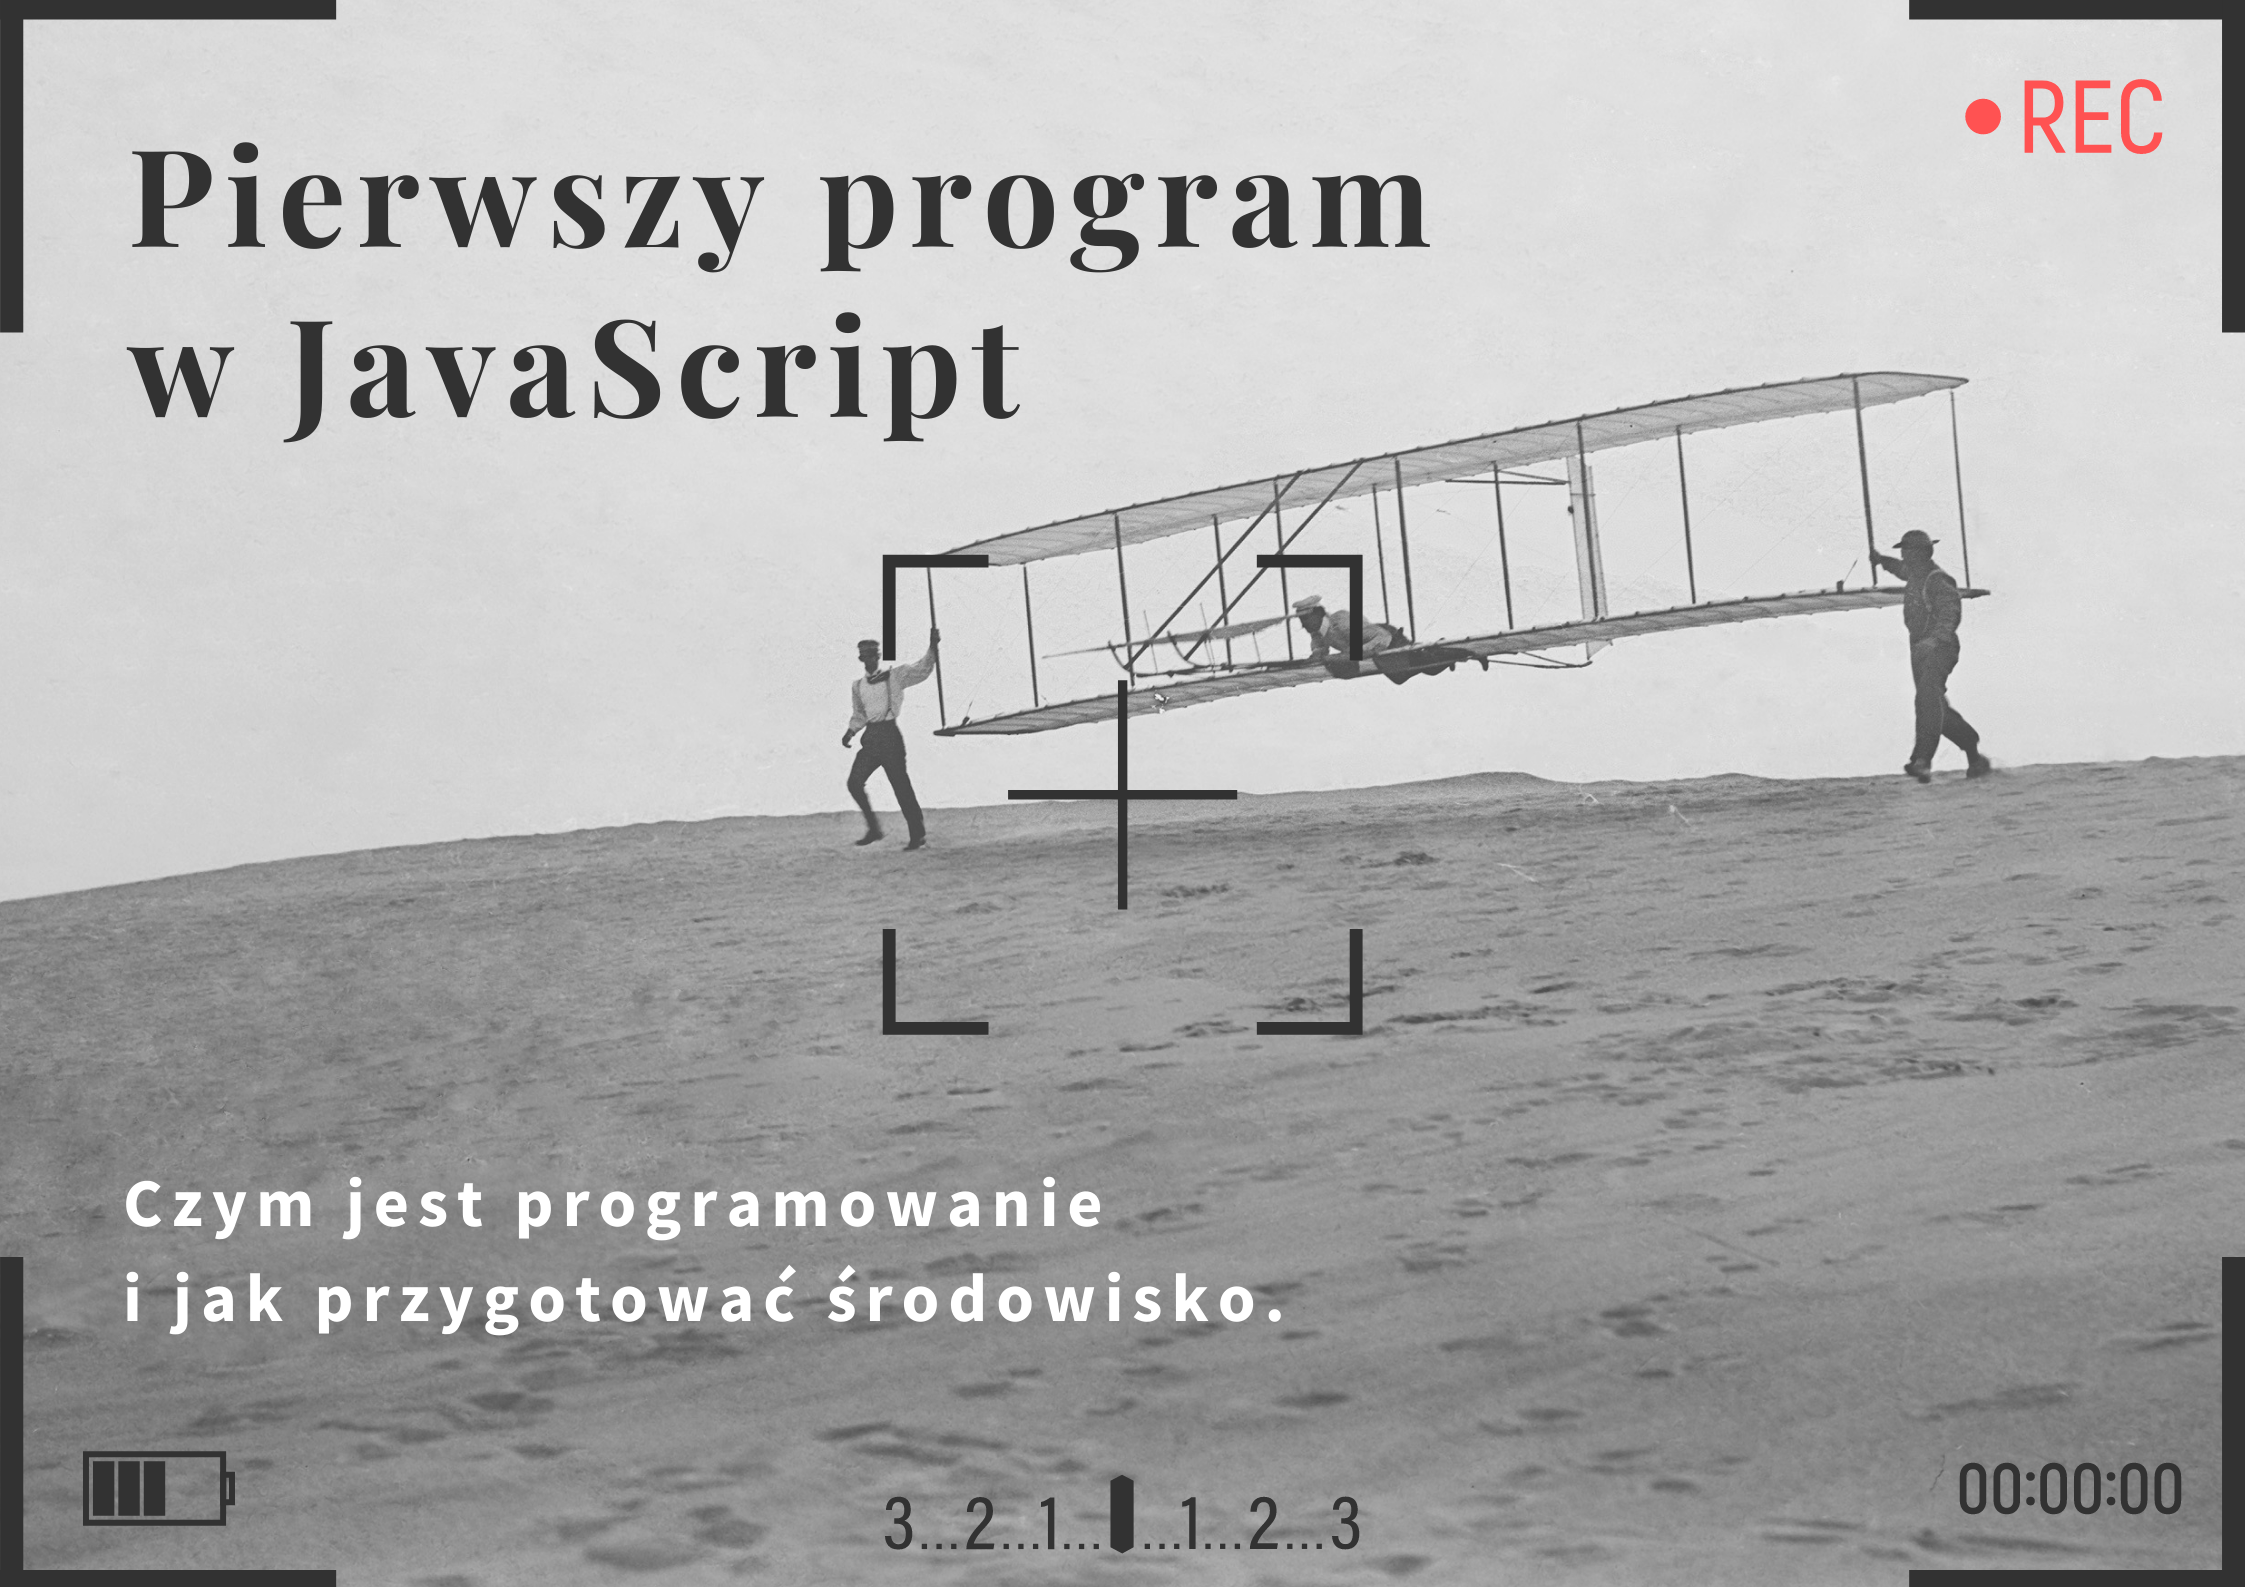 REC
Pierwszy program
w JavaScript
Czym jest programowanie
i jak przygotować środowisko.
3...2...1... ...1...2...3
00:00:00